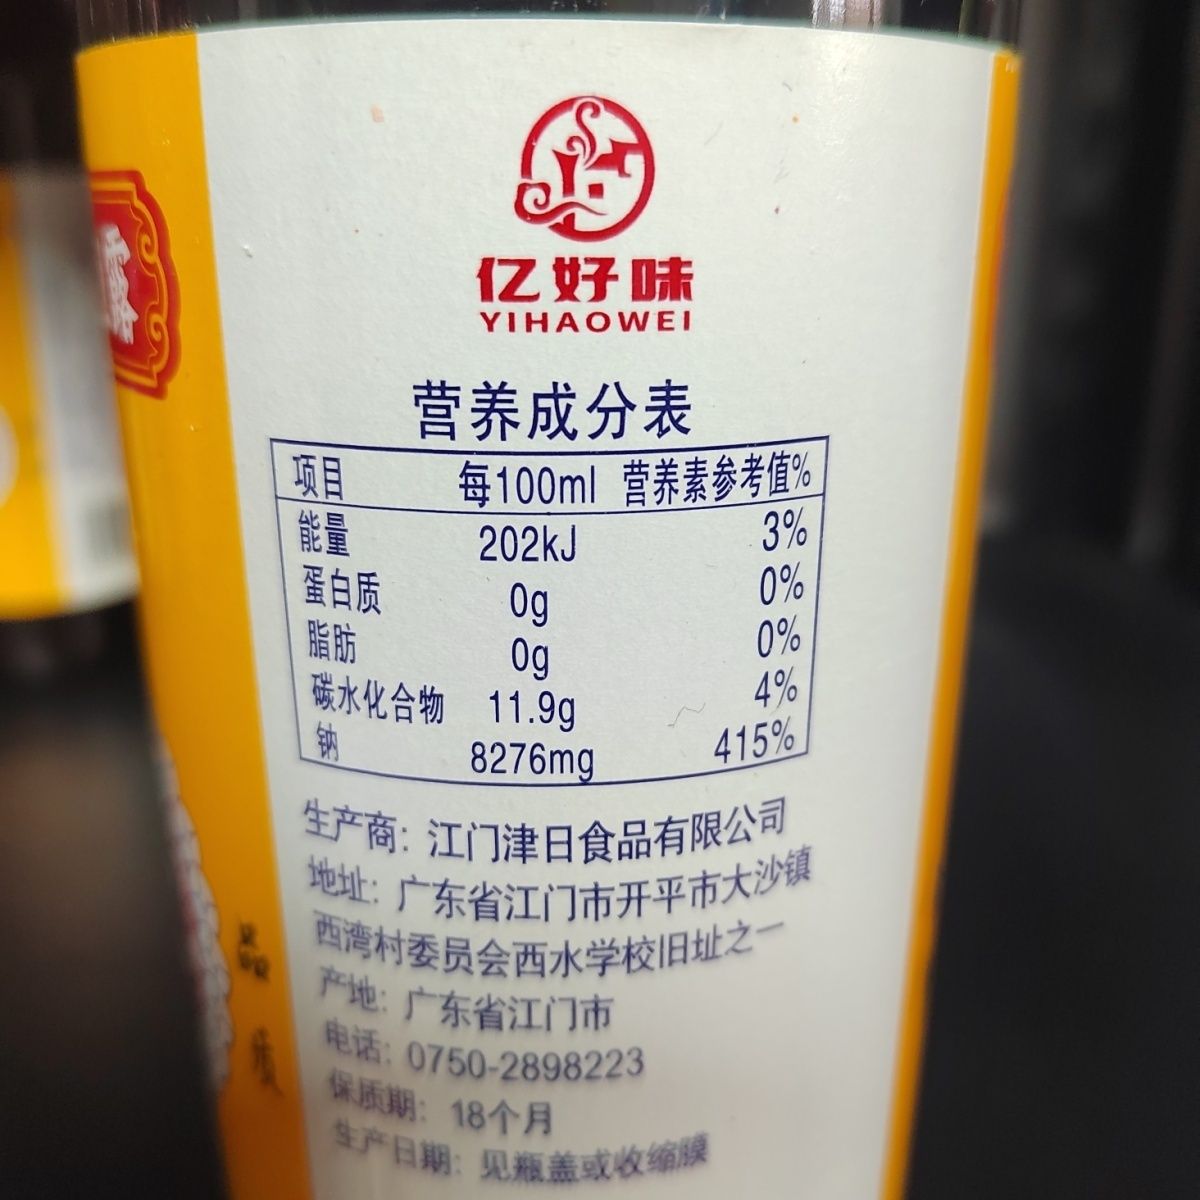 露
亿好味
YIHAOWEI
营养成分表
项目 每100ml 营养素参考值%
能量 202kJ 3%
蛋白质 0g 0%
脂肪 0g 0%
碳水化合物 11.9g 4%
钠 8276mg 415%
生产商: 江门津日食品有限公司
地址: 广东省江门市开平市大沙镇
西湾村委员会西水学校旧址之一
产地: 广东省江门市
电话: 0750-2898223
保质期: 18个月
生产日期: 见瓶盖或收缩膜
品质